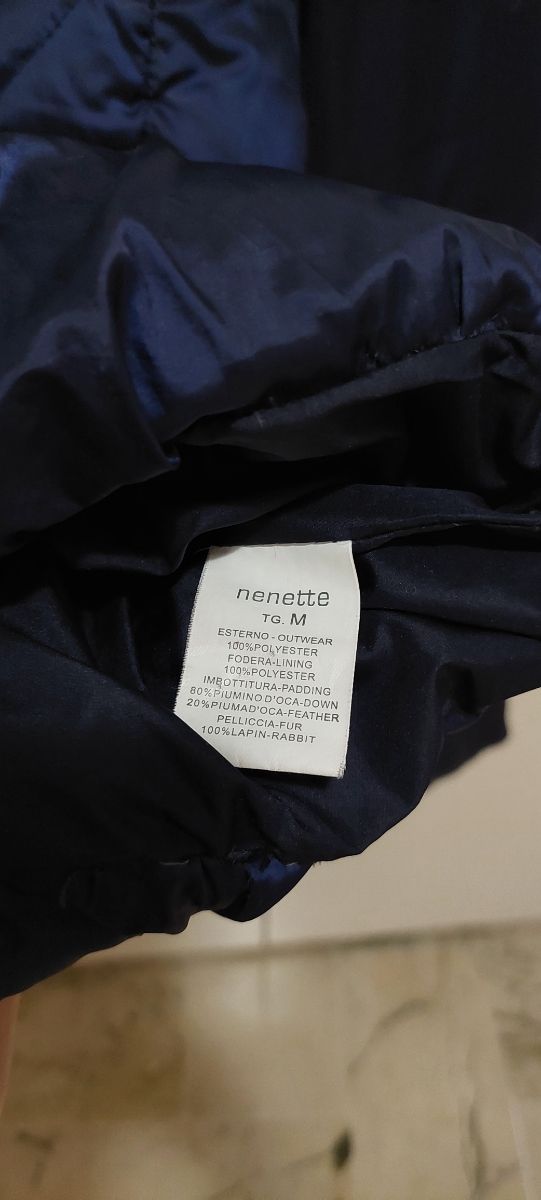 nenette
TG. M
ESTERNO - OUTWEAR
100%POLYESTER
FODERA-LINING
100%POLYESTER
IMBOTTITURA-PADDING
80%PIUMINO D'OCA-DOWN
20%PIUMAD'OCA-FEATHER
PELLICCIA-FUR
100%LAPIN-RABBIT